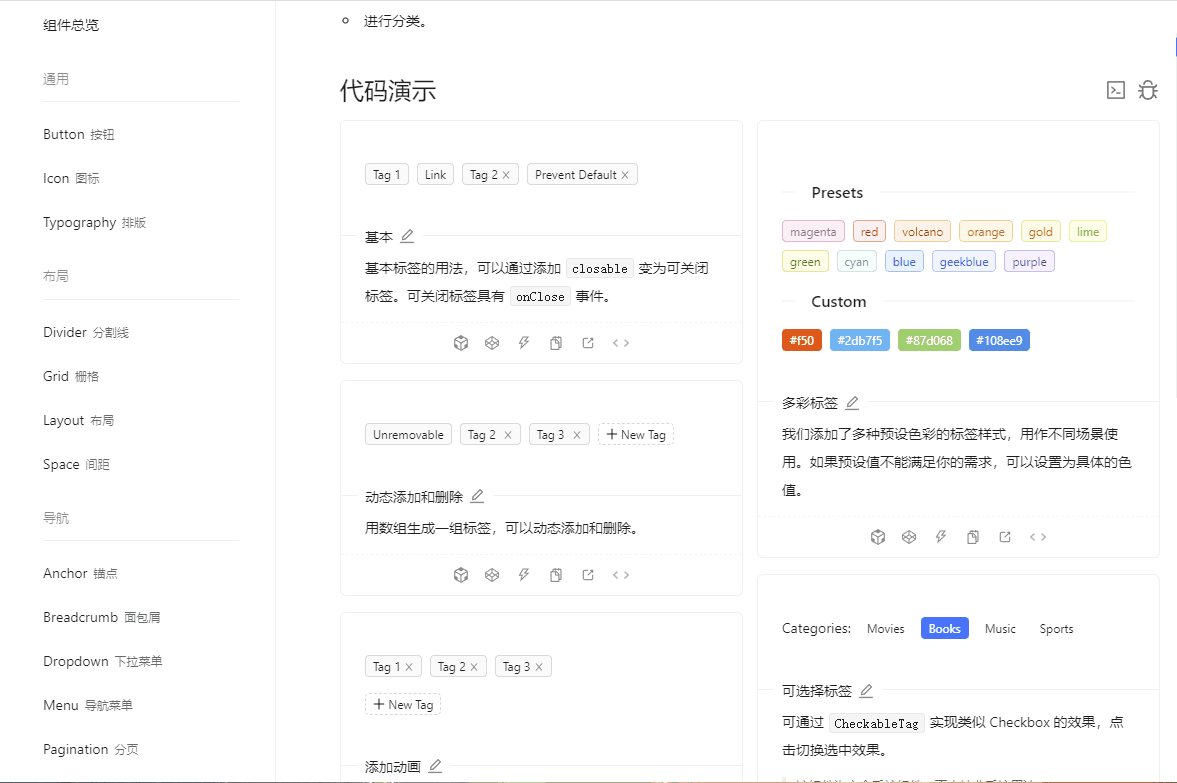 组件总览
通用
Button 按钮
Icon 图标
Typography 排版
布局
Divider 分割线
Grid 栅格
Layout 布局
Space 间距
导航
Anchor 锚点
Breadcrumb 面包屑
Dropdown 下拉菜单
Menu 导航菜单
Pagination 分页
进行分类。
代码演示
Tag 1 Link Tag 2 Prevent Default
基本
基本标签的用法，可以通过添加 closable 变为可关闭
标签。可关闭标签具有 onClose 事件。
Unremovable Tag 2 Tag 3 + New Tag
动态添加和删除
用数组生成一组标签，可以动态添加和删除。
Tag 1 Tag 2 Tag 3
+ New Tag
添加动画
Presets
magenta red volcano orange gold lime
green cyan blue geekblue purple
Custom
#f50 #2db7f5 #87d068 #108ee9
多彩标签
我们添加了多种预设色彩的标签样式，用作不同场景使
用。如果预设值不能满足你的需求，可以设置为具体的色
值。
Categories: Movies Books Music Sports
可选择标签
可通过 CheckableTag 实现类似 Checkbox 的效果，点
击切换选中效果。